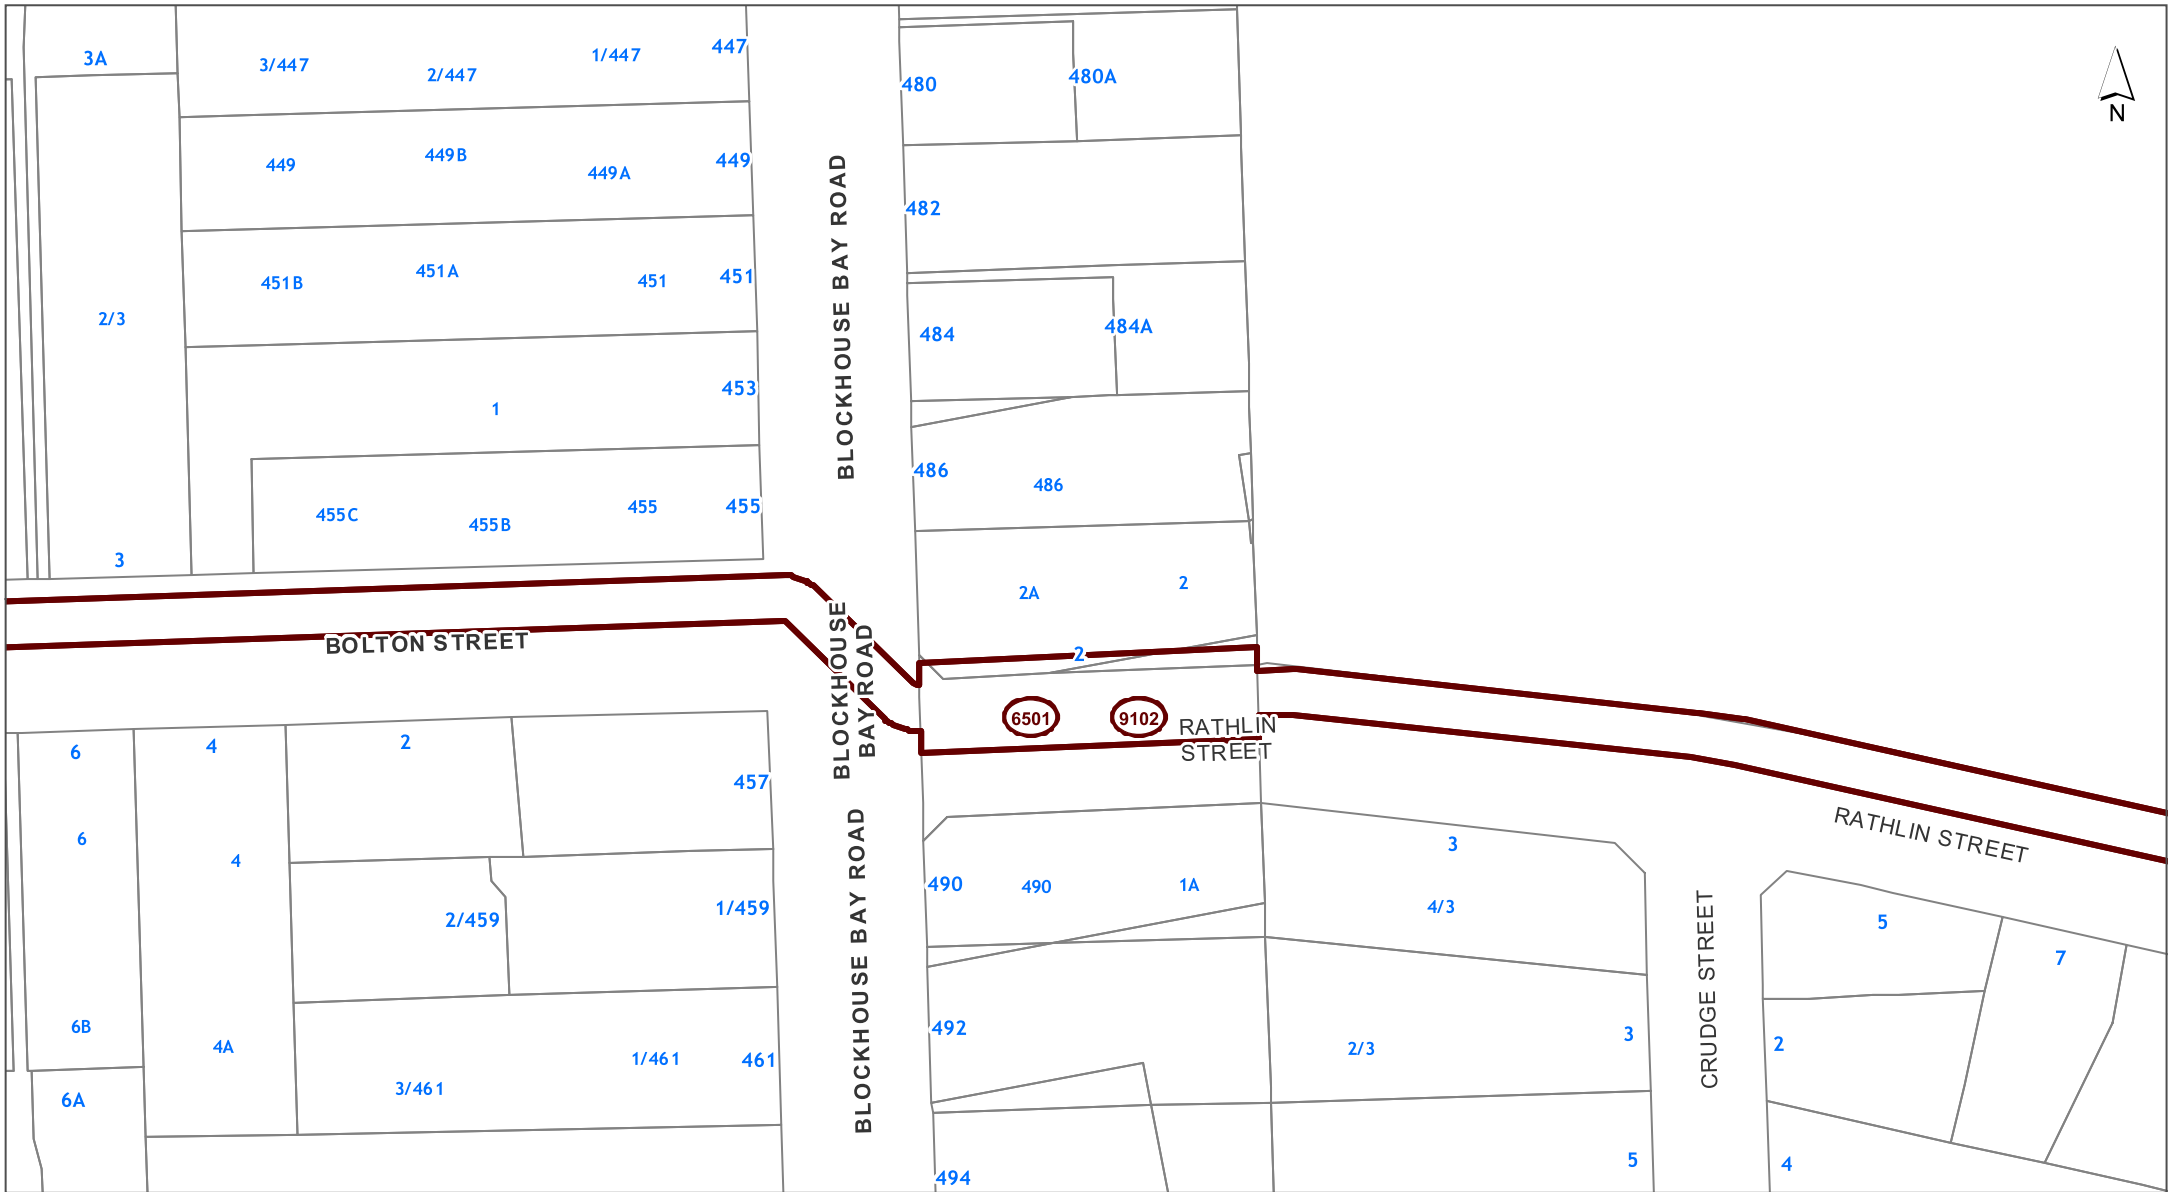 3A
3/447
2/447
1/447
447
480
480A
N
449
449B
449A
449
482
451B
451A
451
451
2/3
484
484A
1
453
BLOCKHOUSE BAY ROAD
486
486
455C
455B
455
455
3
2A
2
BOLTON STREET
BLOCKHOUSE
BAY ROAD
2
6501
9102
RATHLIN
STREET
6
4
2
457
6
4
RATHLIN STREET
3
490
490
1A
4/3
2/459
1/459
BLOCKHOUSE BAY ROAD
CRUDGE STREET
5
7
6B
4A
492
2/3
3
2
1/461
461
3/461
6A
494
5
4